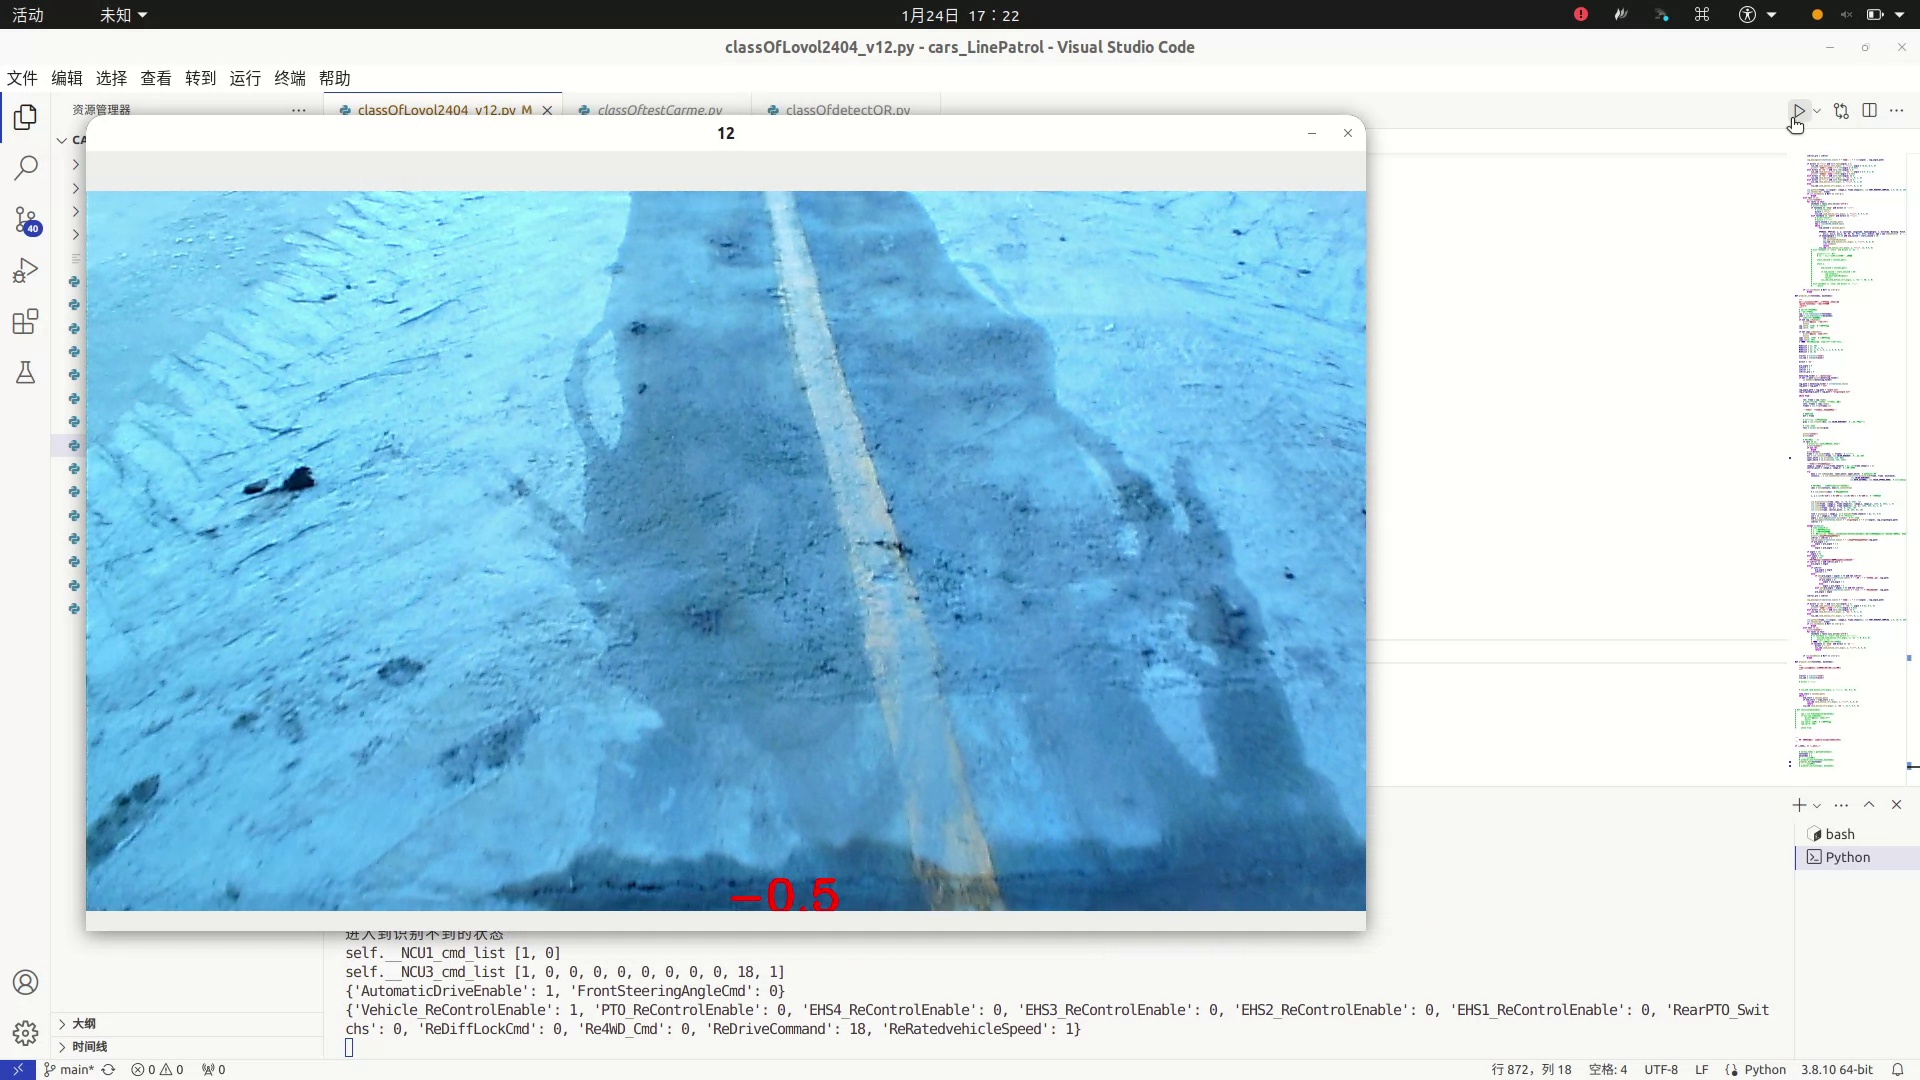 活动
未知
1月24日 17：22
classOfLovol2404_v12.py - cars_LinePatrol - Visual Studio Code
文件 编辑 选择 查看 转到 运行 终端 帮助
资源管理器
classOfLovol2404_v12.py M
classOftestCarme.py
classOfdetectQR.py
CA
12
40
-0.5
bash
Python
进入到识别不到的状态
self.__NCU1_cmd_list [1, 0]
self.__NCU3_cmd_list [1, 0, 0, 0, 0, 0, 0, 0, 0, 18, 1]
{'AutomaticDriveEnable': 1, 'FrontSteeringAngleCmd': 0}
{'Vehicle_ReControlEnable': 1, 'PTO_ReControlEnable': 0, 'EHS4_ReControlEnable': 0, 'EHS3_ReControlEnable': 0, 'EHS2_ReControlEnable': 0, 'EHS1_ReControlEnable': 0, 'RearPTO_Swit
chs': 0, 'ReDiffLockCmd': 0, 'Re4WD_Cmd': 0, 'ReDriveCommand': 18, 'ReRatedvehicleSpeed': 1}
大纲
时间线
main* 0 0 0
行 872，列 18 空格: 4 UTF-8 LF Python 3.8.10 64-bit